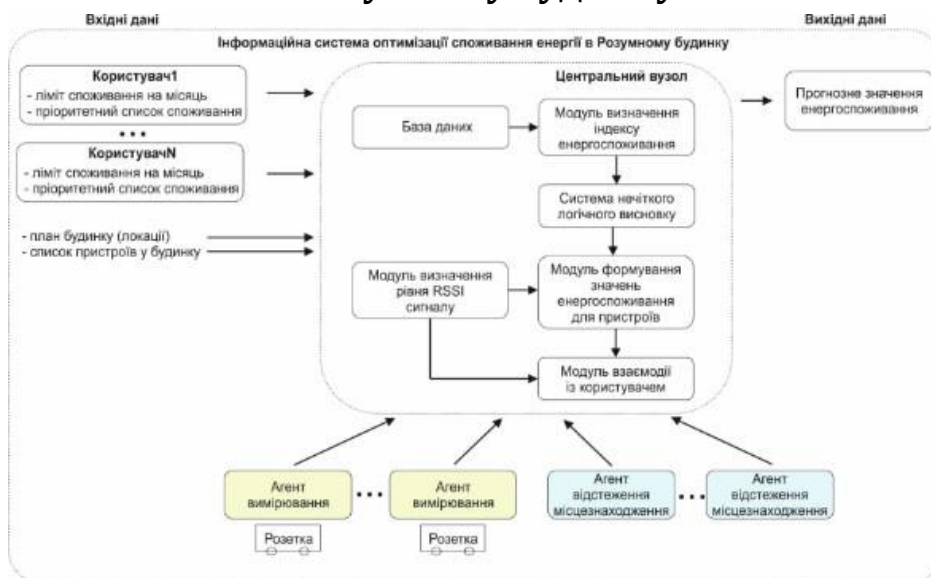 Вхідні дані
Вихідні дані
Інформаційна система оптимізації споживання енергії в Розумному будинку
Користувач1
- ліміт споживання на місяць
- пріоритетний список споживання
...
КористувачN
- ліміт споживання на місяць
- пріоритетний список споживання
- план будинку (локації)
- список пристроїв у будинку
Центральний вузол
База даних
Модуль визначення
індексу
енергоспоживання
Система нечіткого
логічного висновку
Модуль визначення
рівня RSSI
сигналу
Модуль формування
значень
енергоспоживання
для пристроїв
Модуль взаємодії
із користувачем
Прогнозне значення
енергоспоживання
Агент
вимірювання
...
Агент
вимірювання
Агент
відстеження
місцезнаходження
...
Агент
відстеження
місцезнаходження
Розетка
Розетка